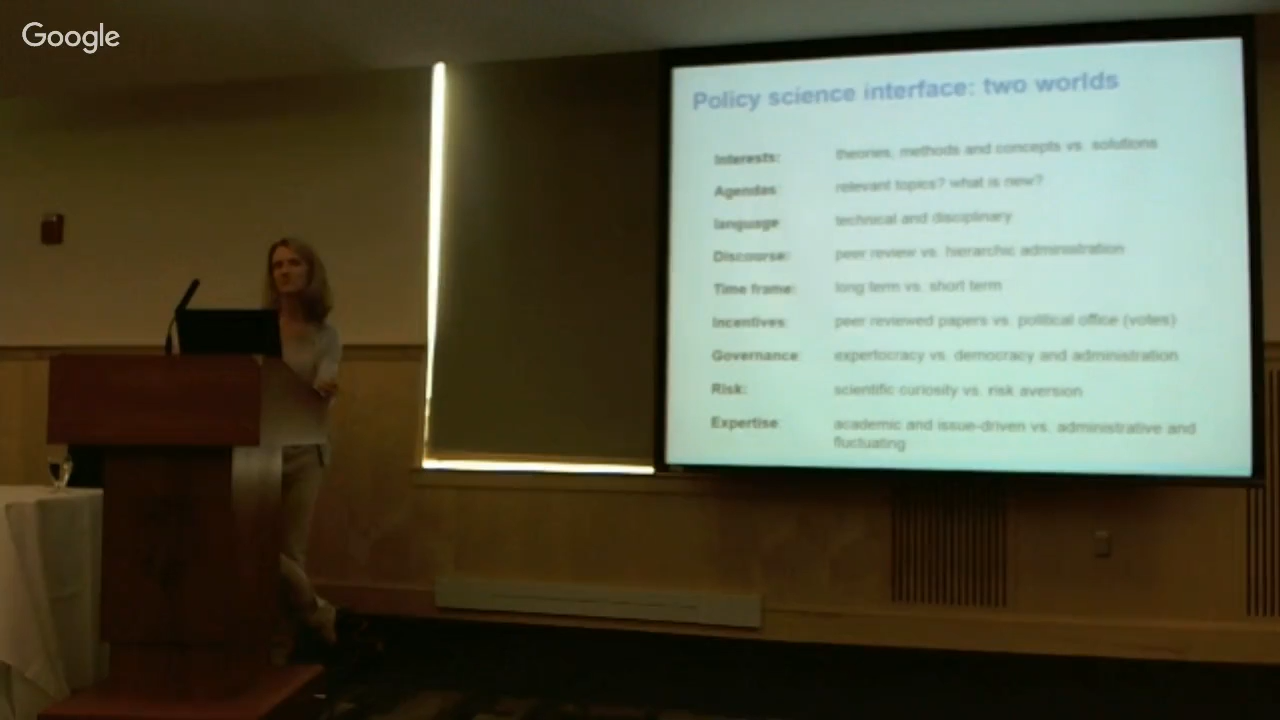 Google
Policy science interface: two worlds
Interests: theories, methods and concepts vs. solutions
Agendas: relevant topics? what is new?
language: technical and disciplinary
Discourse: peer review vs. hierarchic administration
Time frame: long term vs. short term
Incentives: peer reviewed papers vs. political office (votes)
Governance: expertocracy vs. democracy and administration
Risk: scientific curiosity vs. risk aversion
Expertise: academic and issue-driven vs. administrative and
fluctuating